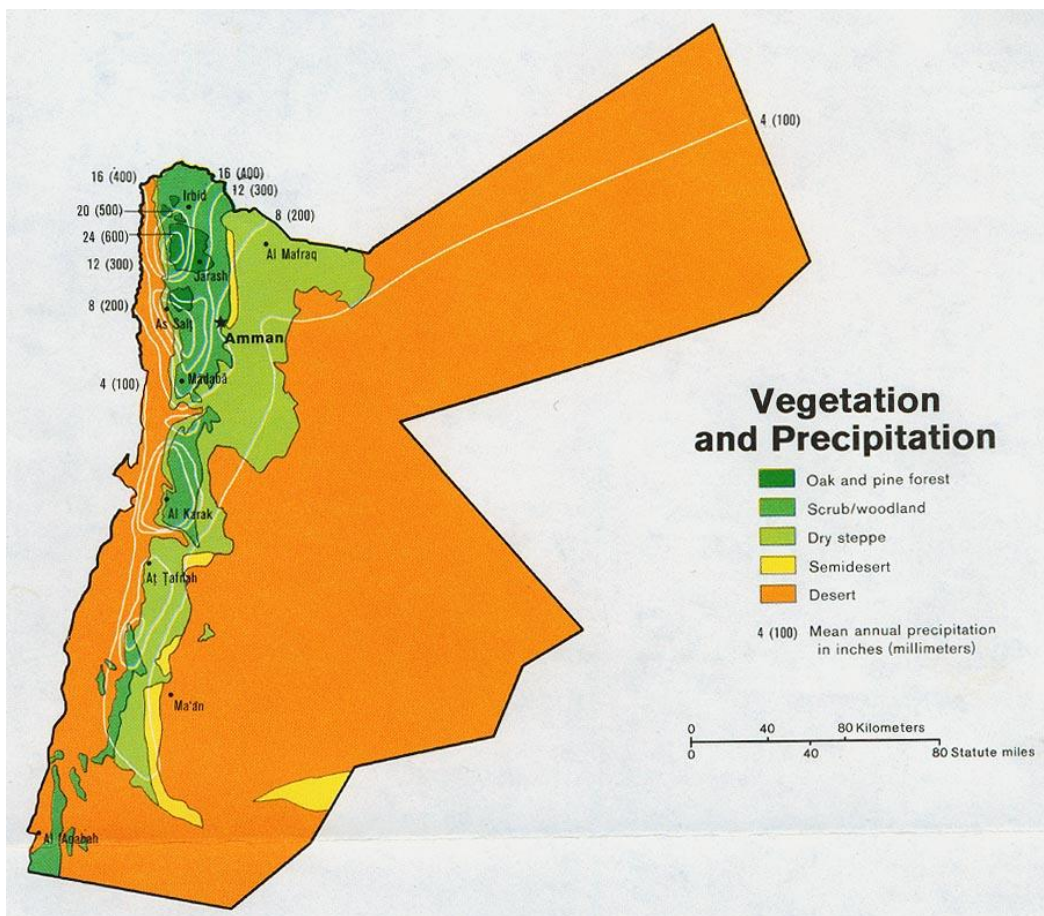 16 (400)
16 (400)
12 (300)
20 (500)
Irbid
8 (200)
24 (600)
Al Mafraq
12 (300)
Jarash
8 (200)
As Salt
Amman
4 (100)
Mādabā
Al Karak
Aţ Ţafīlah
Ma'ān
Al 'Aqabah
4 (100)
Vegetation
and Precipitation
Oak and pine forest
Scrub/woodland
Dry steppe
Semidesert
Desert
4 (100) Mean annual precipitation
in inches (millimeters)
0 40 80 Kilometers
0 40 80 Statute miles